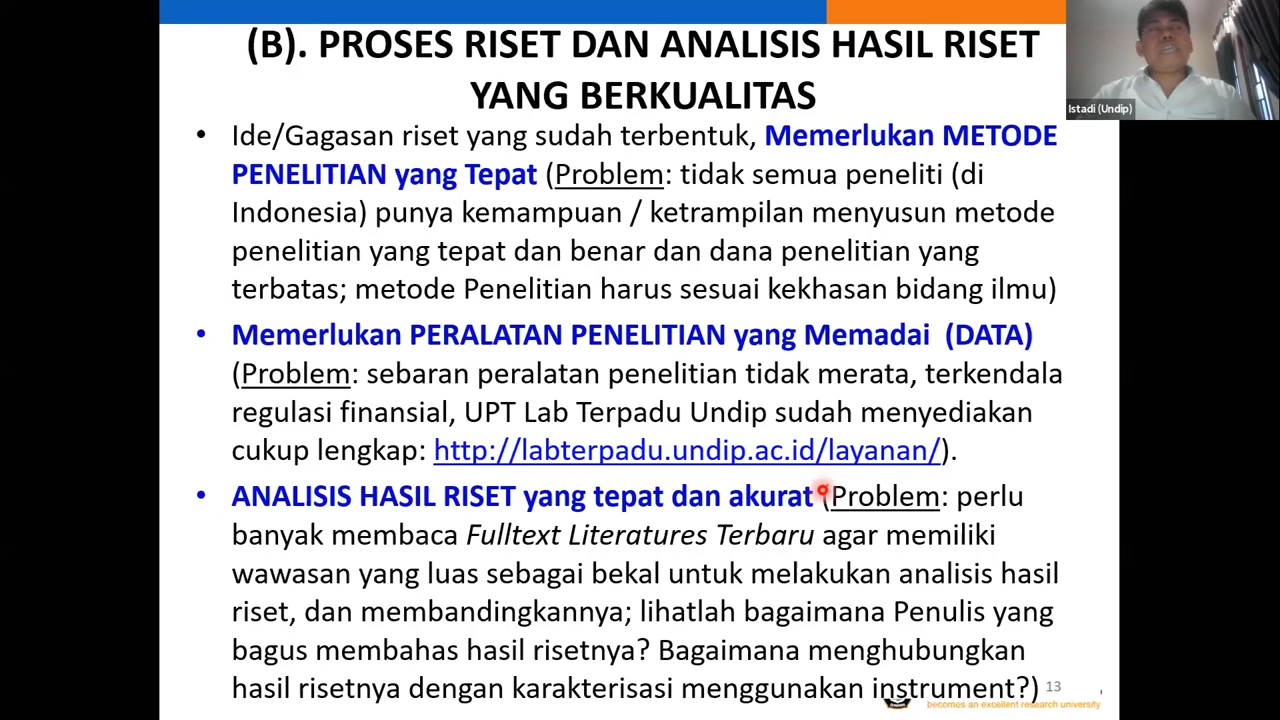 (B). PROSES RISET DAN ANALISIS HASIL RISET
YANG BERKUALITAS
Istadi (Undip)
• Ide/Gagasan riset yang sudah terbentuk, Memerlukan METODE
PENELITIAN yang Tepat (Problem: tidak semua peneliti (di
Indonesia) punya kemampuan / ketrampilan menyusun metode
penelitian yang tepat dan benar dan dana penelitian yang
terbatas; metode Penelitian harus sesuai kekhasan bidang ilmu)
• Memerlukan PERALATAN PENELITIAN yang Memadai (DATA)
(Problem: sebaran peralatan penelitian tidak merata, terkendala
regulasi finansial, UPT Lab Terpadu Undip sudah menyediakan
cukup lengkap: http://labterpadu.undip.ac.id/layanan/).
• ANALISIS HASIL RISET yang tepat dan akurat (Problem: perlu
banyak membaca Fulltext Literatures Terbaru agar memiliki
wawasan yang luas sebagai bekal untuk melakukan analisis hasil
riset, dan membandingkannya; lihatlah bagaimana Penulis yang
bagus membahas hasil risetnya? Bagaimana menghubungkan
hasil risetnya dengan karakterisasi menggunakan instrument?)
13
becomes an excellent research university